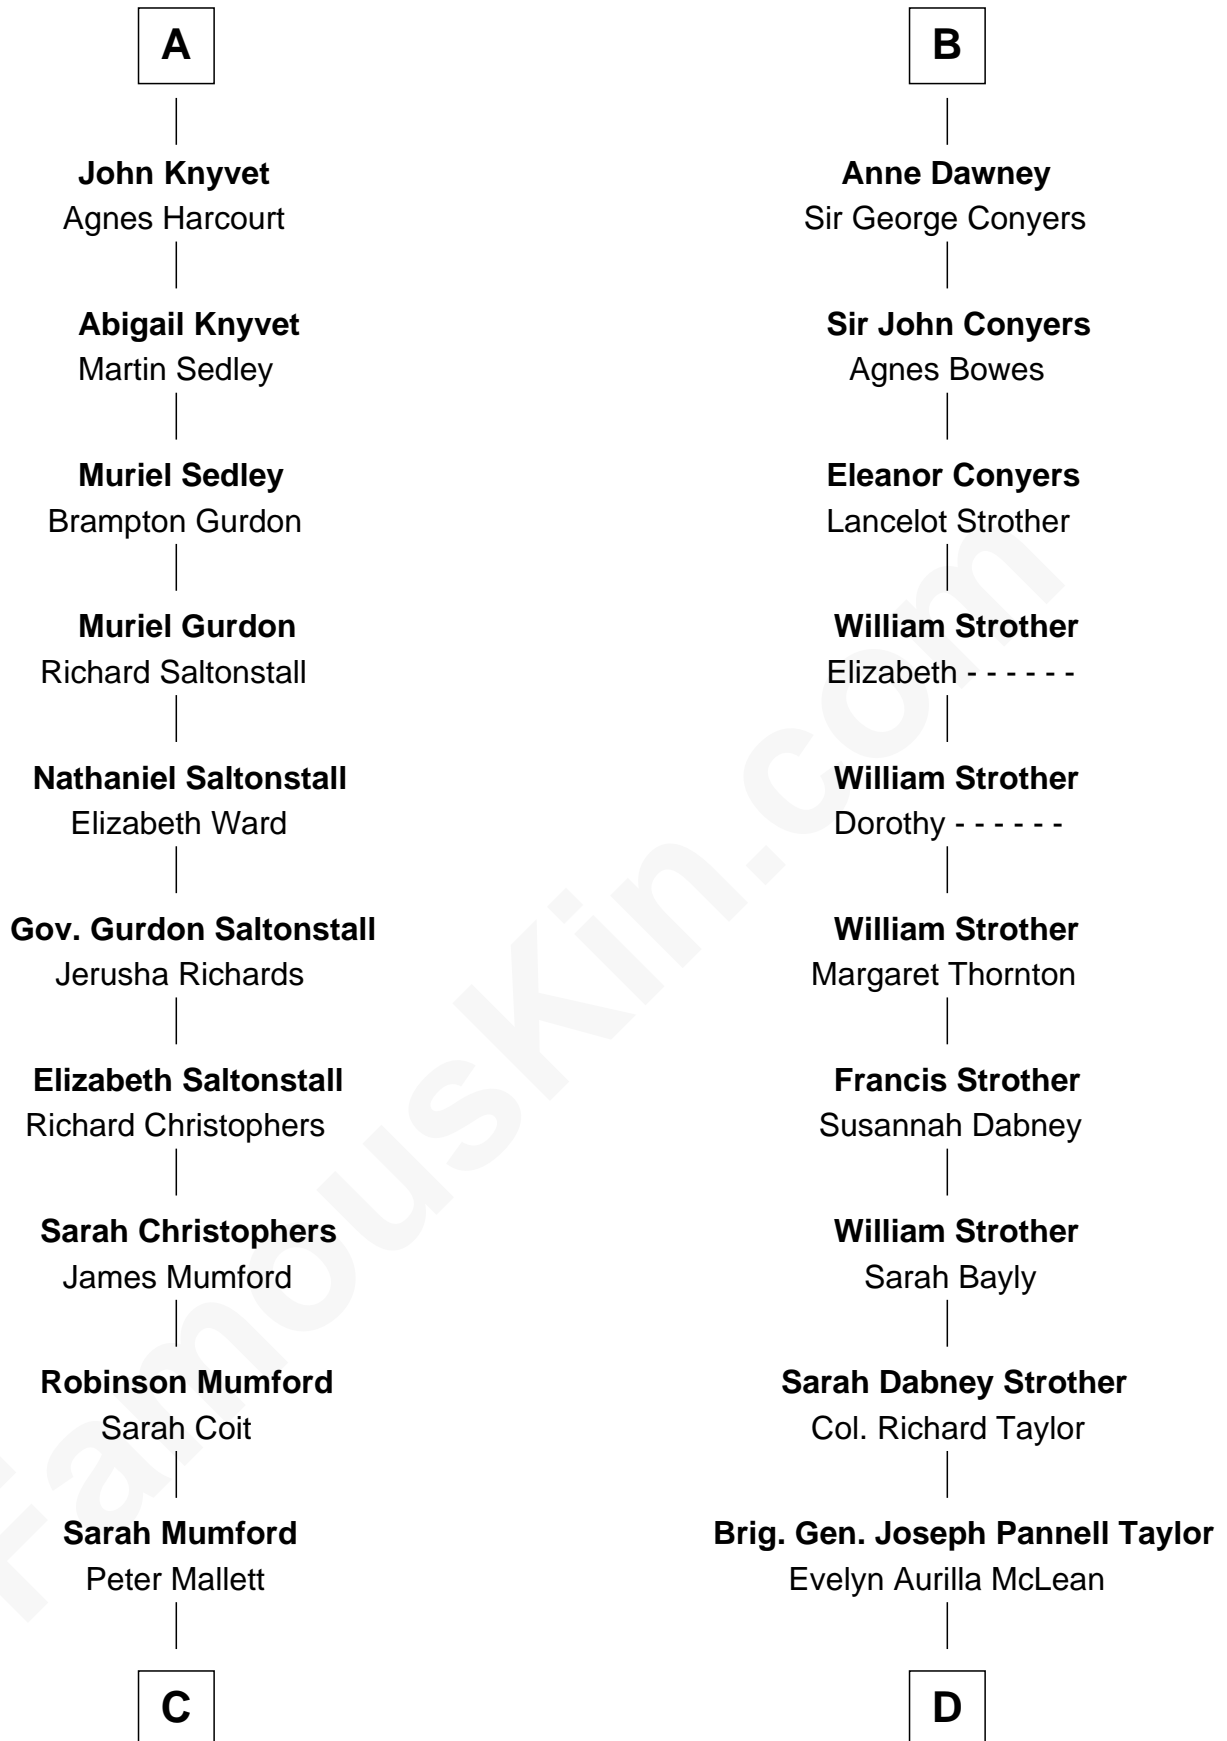 A
John Knyvet
Agnes Harcourt
Abigail Knyvet
Martin Sedley
Muriel Sedley
Brampton Gurdon
Muriel Gurdon
Richard Saltonstall
Nathaniel Saltonstall
Elizabeth Ward
Gov. Gurdon Saltonstall
Jerusha Richards
Elizabeth Saltonstall
Richard Christophers
Sarah Christophers
James Mumford
Robinson Mumford
Sarah Coit
Sarah Mumford
Peter Mallett
C
B
Anne Dawney
Sir George Conyers
Sir John Conyers
Agnes Bowes
Eleanor Conyers
Lancelot Strother
William Strother
Elizabeth - - - - - -
William Strother
Dorothy - - - - - -
William Strother
Margaret Thornton
Francis Strother
Susannah Dabney
William Strother
Sarah Bayly
Sarah Dabney Strother
Col. Richard Taylor
Brig. Gen. Joseph Pannell Taylor
Evelyn Aurilla McLean
D
FamousKin.com